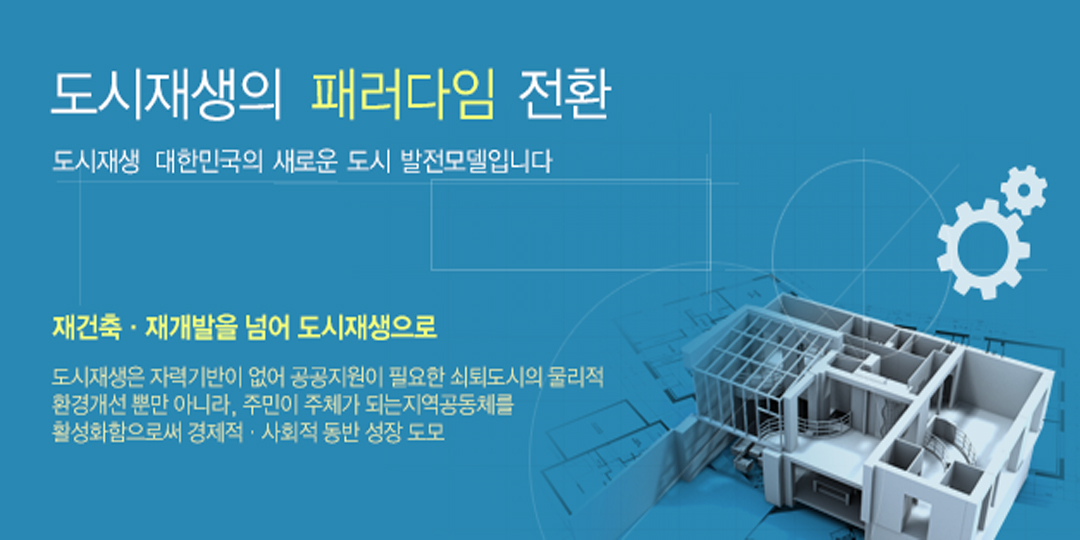 도시재생의 패러다임 전환
도시재생 대한민국의 새로운 도시 발전모델입니다
재건축 · 재개발을 넘어 도시재생으로
도시재생은 자력기반이 없어 공공지원이 필요한 쇠퇴도시의 물리적
환경개선 뿐만 아니라, 주민이 주체가 되는지역공동체를
활성화함으로써 경제적 · 사회적 동반 성장 도모